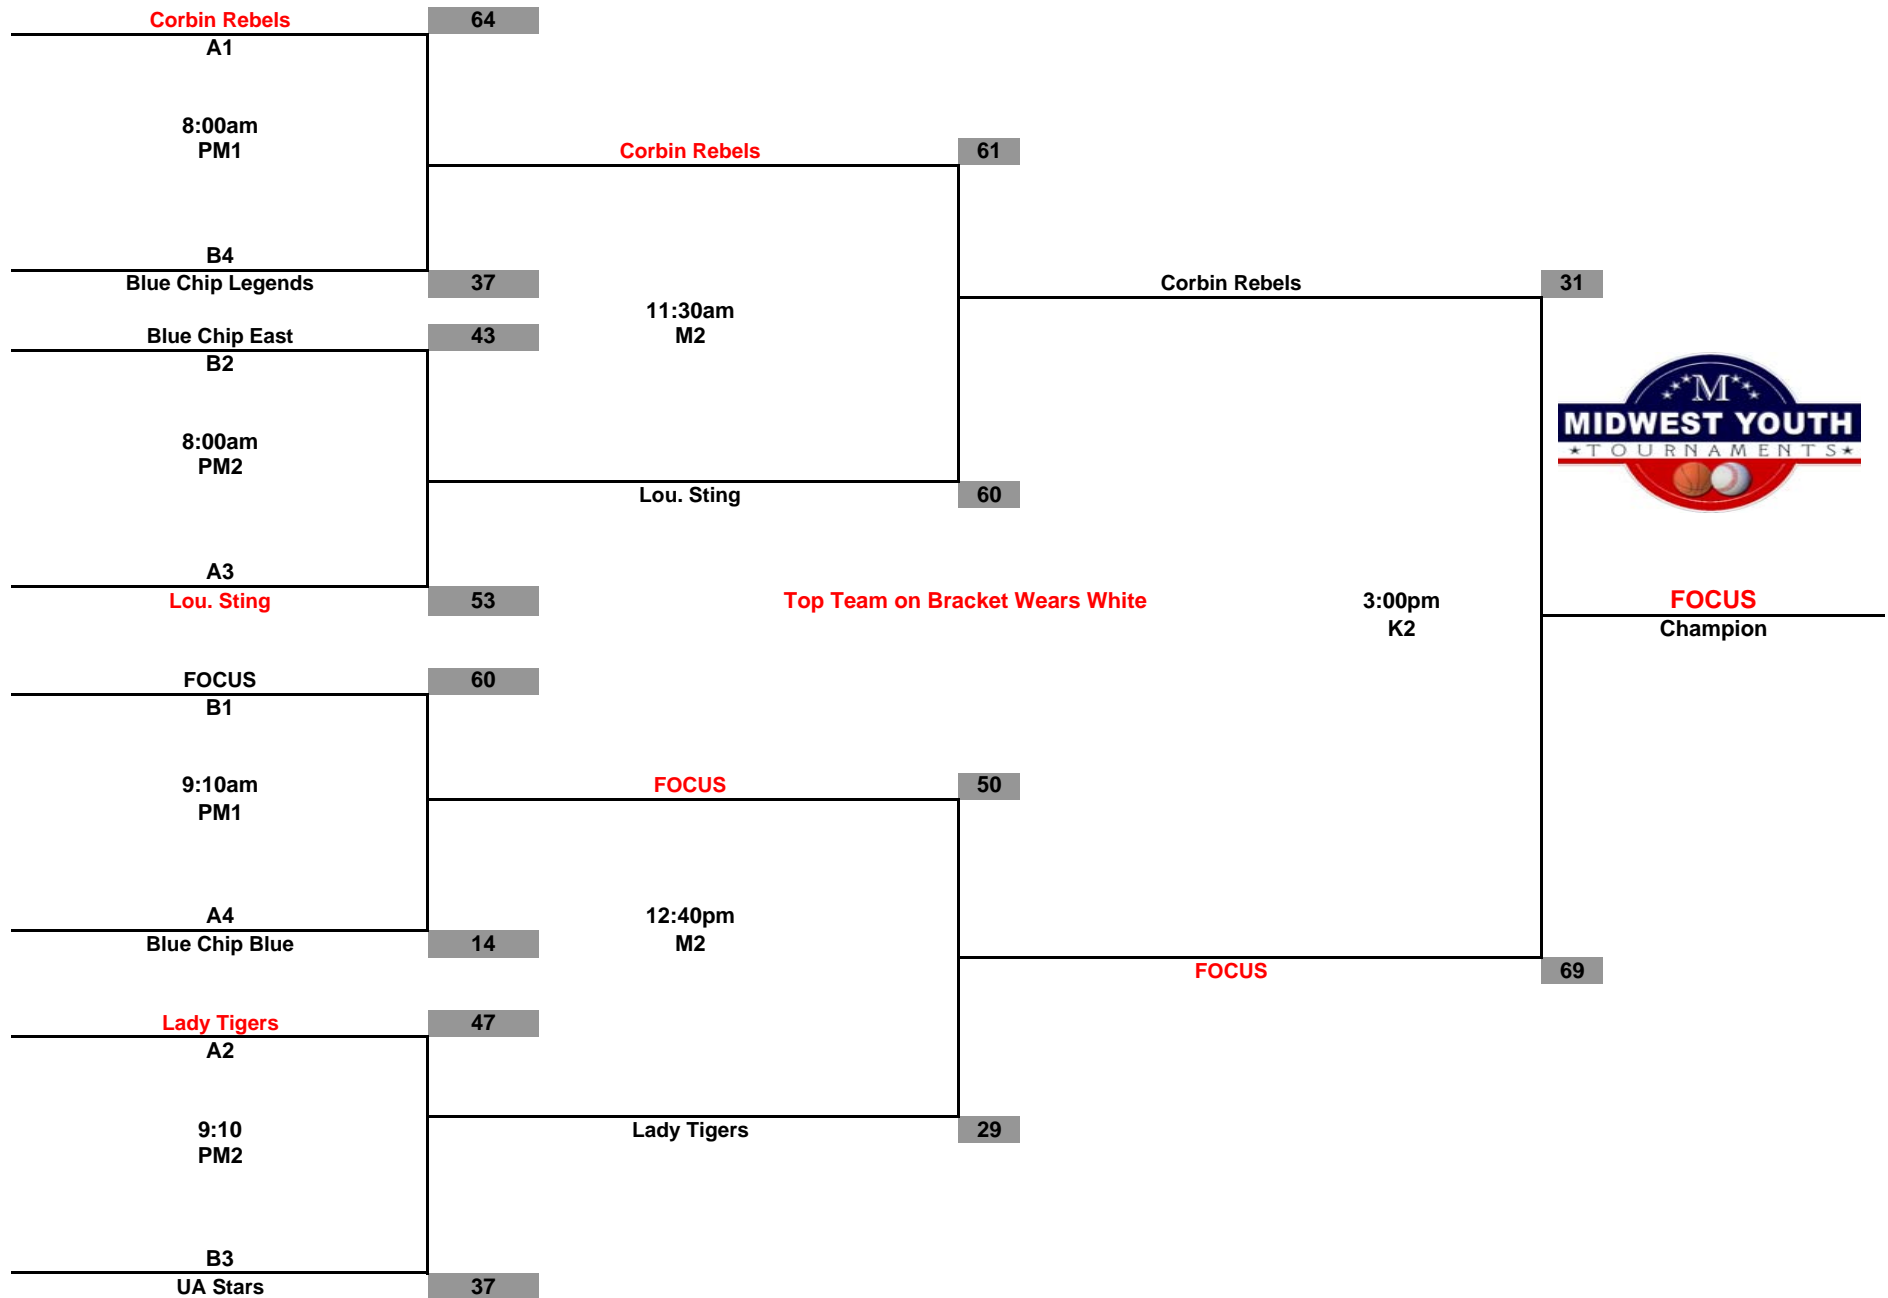 Corbin Rebels 64
A1
8:00am
PM1
Corbin Rebels 61
B4
Blue Chip Legends 37
Corbin Rebels 31
11:30am
M2
Blue Chip East 43
B2
M
MIDWEST YOUTH
TOURNAMENTS
8:00am
PM2
Lou. Sting 60
A3
Lou. Sting 53
Top Team on Bracket Wears White
3:00pm
K2
FOCUS
Champion
FOCUS 60
B1
9:10am
PM1
FOCUS 50
A4
Blue Chip Blue 14
12:40pm
M2
FOCUS 69
Lady Tigers 47
A2
9:10
PM2
Lady Tigers 29
B3
UA Stars 37